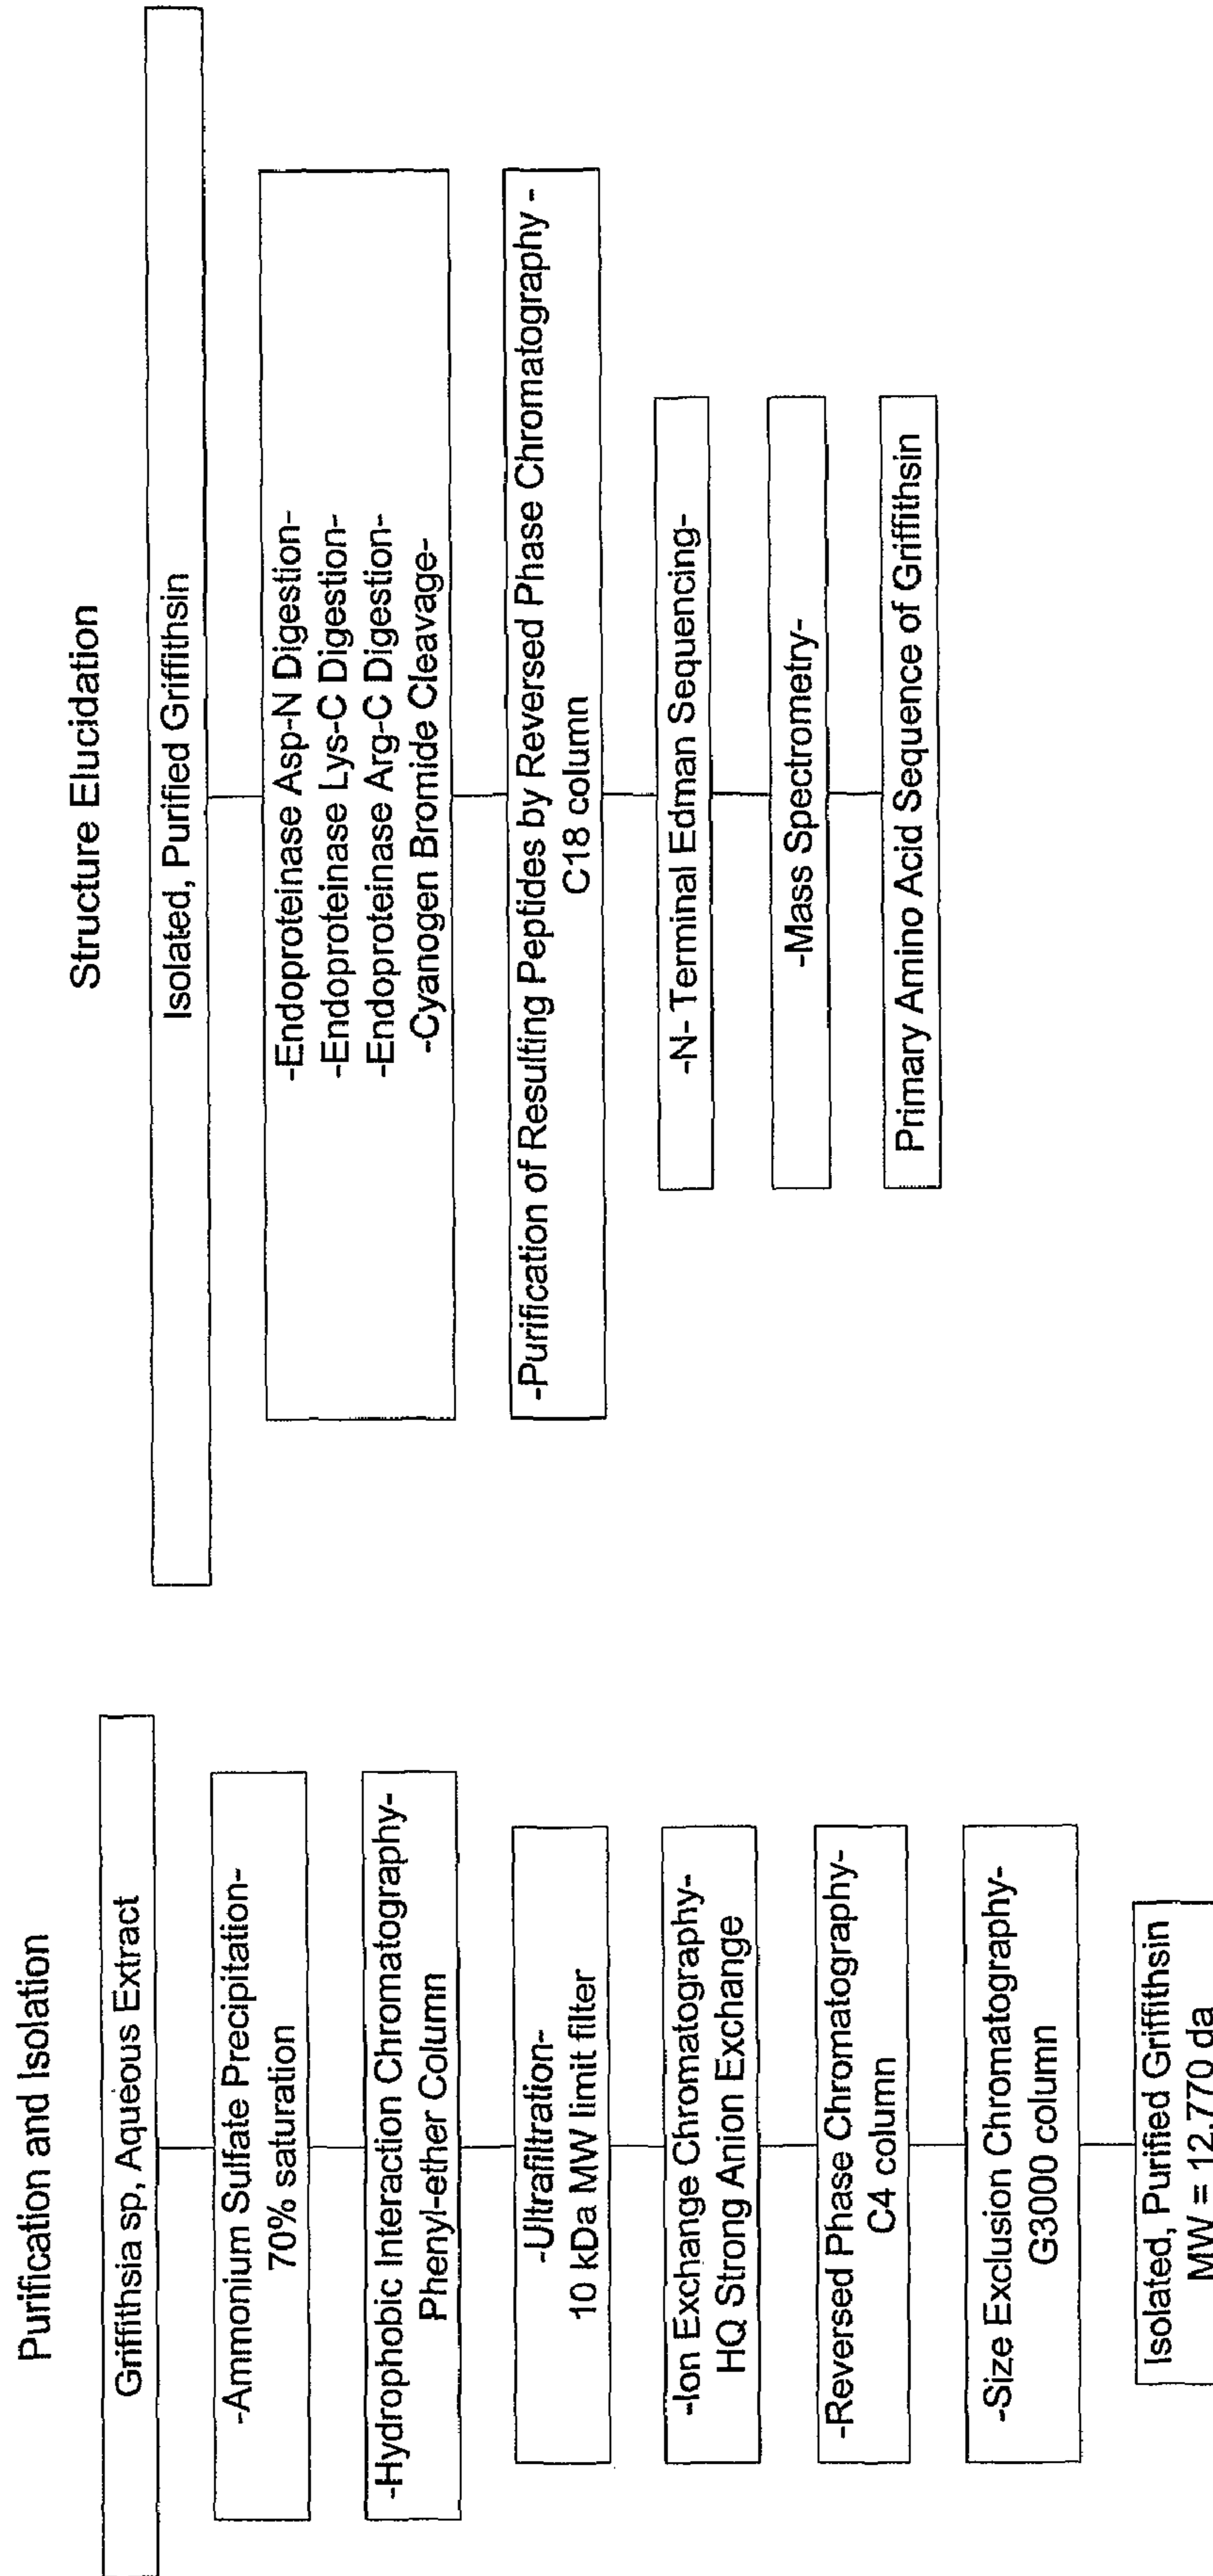 Purification and Isolation
Griffithsia sp, Aqueous Extract
-Ammonium Sulfate Precipitation-
70% saturation
-Hydrophobic Interaction Chromatography-
Phenyl-ether Column
-Ultrafiltration-
10 kDa MW limit filter
-Ion Exchange Chromatography-
HQ Strong Anion Exchange
-Reversed Phase Chromatography-
C4 column
-Size Exclusion Chromatography-
G3000 column
Isolated, Purified Griffithsin
MW = 12,770 da
Structure Elucidation
Isolated, Purified Griffithsin
-Endoproteinase Asp-N Digestion-
-Endoproteinase Lys-C Digestion-
-Endoproteinase Arg-C Digestion-
-Cyanogen Bromide Cleavage-
-Purification of Resulting Peptides by Reversed Phase Chromatography -
C18 column
-N- Terminal Edman Sequencing-
-Mass Spectrometry-
Primary Amino Acid Sequence of Griffithsin